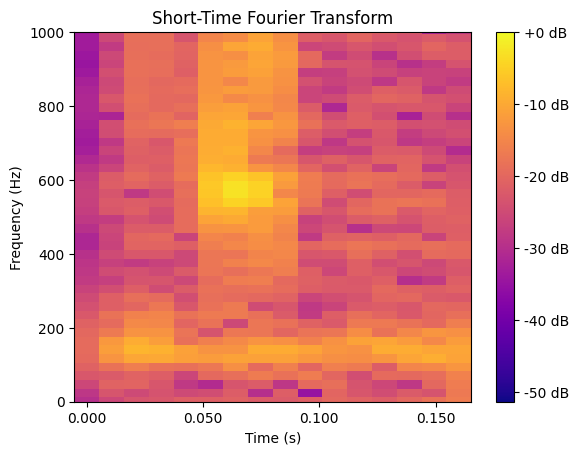 Short-Time Fourier Transform
1000
800
600
400
200
0
Frequency (Hz)
0.000
0.050
0.100
0.150
Time (s)
+0 dB
-10 dB
-20 dB
-30 dB
-40 dB
-50 dB